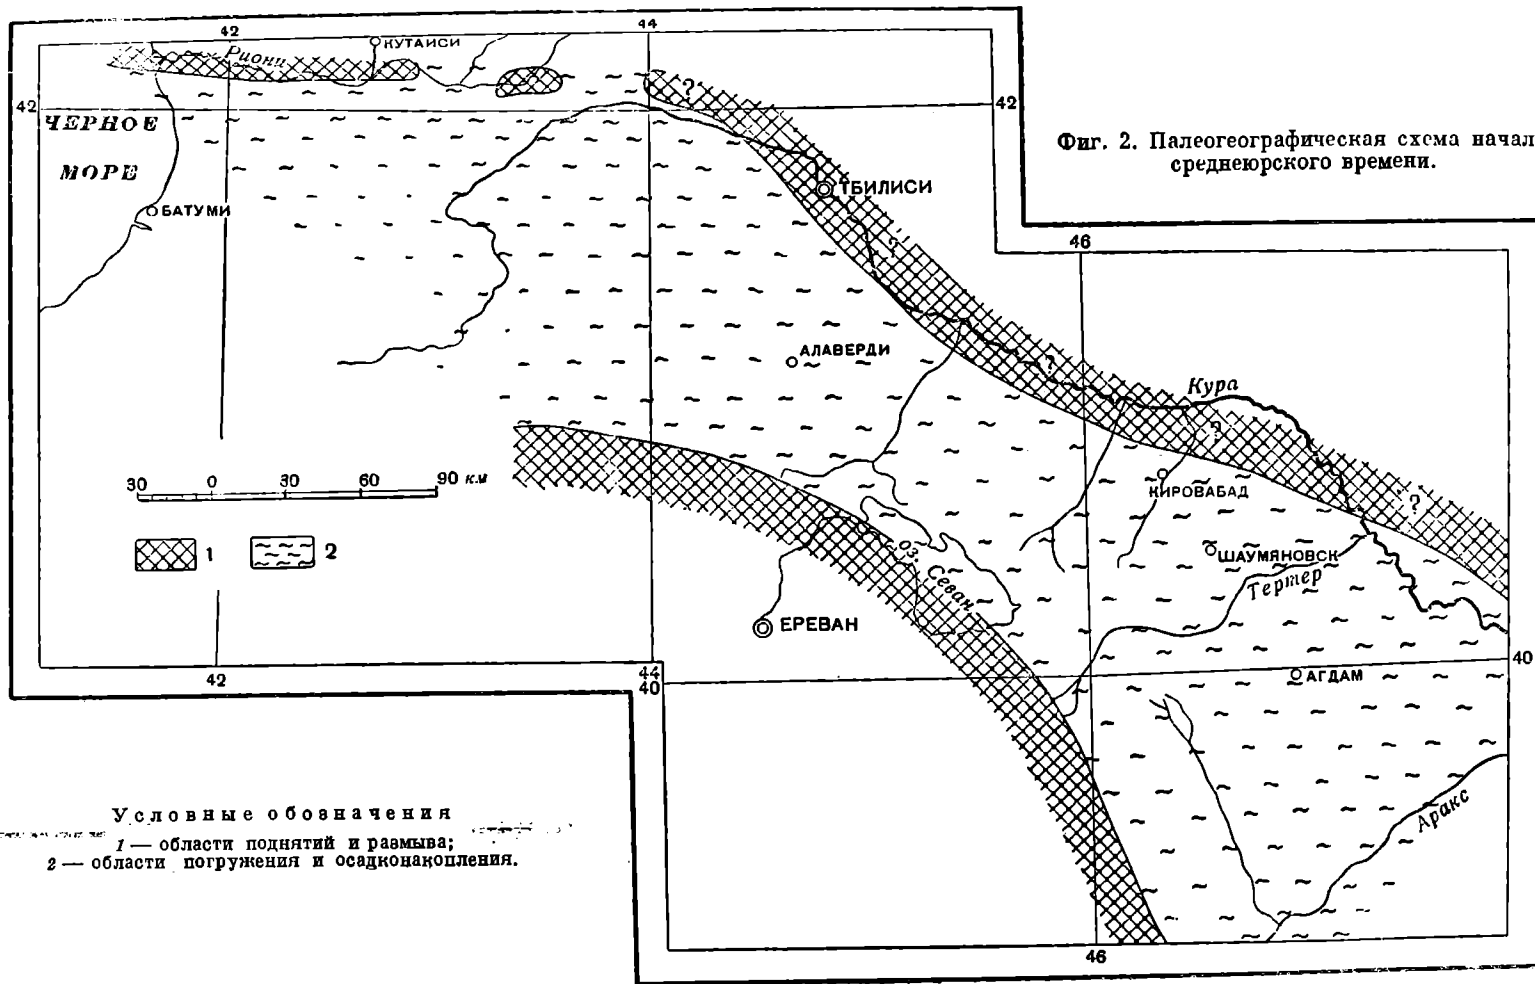 42
44
КУТАИСИ
Риони
?
42
42
ЧЕРНОЕ
МОРЕ
Фиг. 2. Палеогеографическая схема начал
среднеюрского времени.
ТБИЛИСИ
БАТУМИ
?
46
АЛАВЕРДИ
?
Кура
?
30 0 30 60 90 км
КИРОВАБАД
?
1
2
оз. Севан
ШАУМЯНОВСК
Тертер
ЕРЕВАН
40
42
44
40
АГДАМ
Аракс
Условные обозначения
1 — области поднятий и размыва;
2 — области погружения и осадконакопления.
46